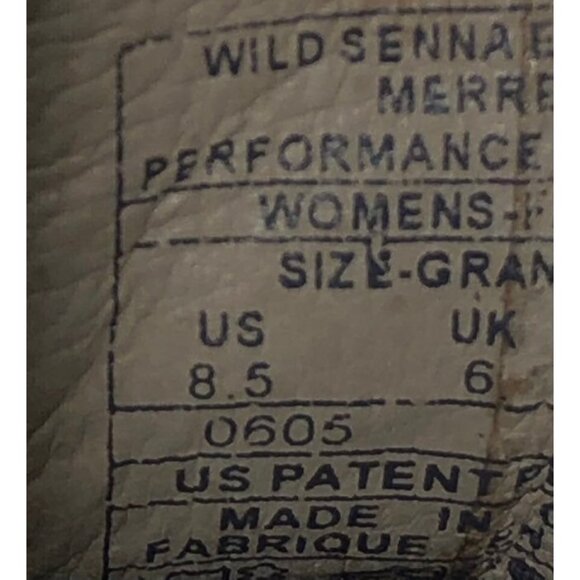 WILD SENNA E
MERRE
PERFORMANCE
WOMENS-F
SIZE-GRAN
US UK
8.5 6
0605
US PATENT
MADE IN
FABRIQUE